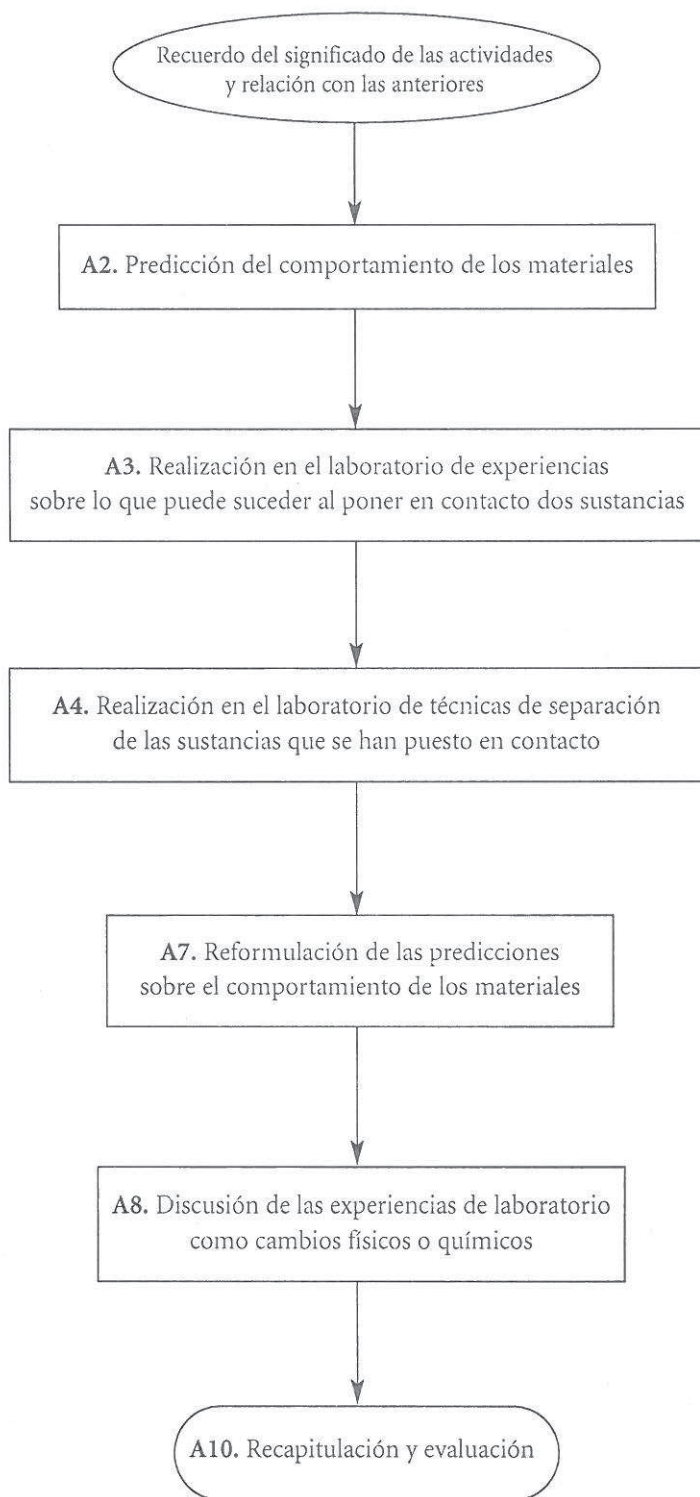 Recuerdo del significado de las actividades
y relación con las anteriores
A2. Predicción del comportamiento de los materiales
A3. Realización en el laboratorio de experiencias
sobre lo que puede suceder al poner en contacto dos sustancias
A4. Realización en el laboratorio de técnicas de separación
de las sustancias que se han puesto en contacto
A7. Reformulación de las predicciones
sobre el comportamiento de los materiales
A8. Discusión de las experiencias de laboratorio
como cambios físicos o químicos
A10. Recapitulación y evaluación